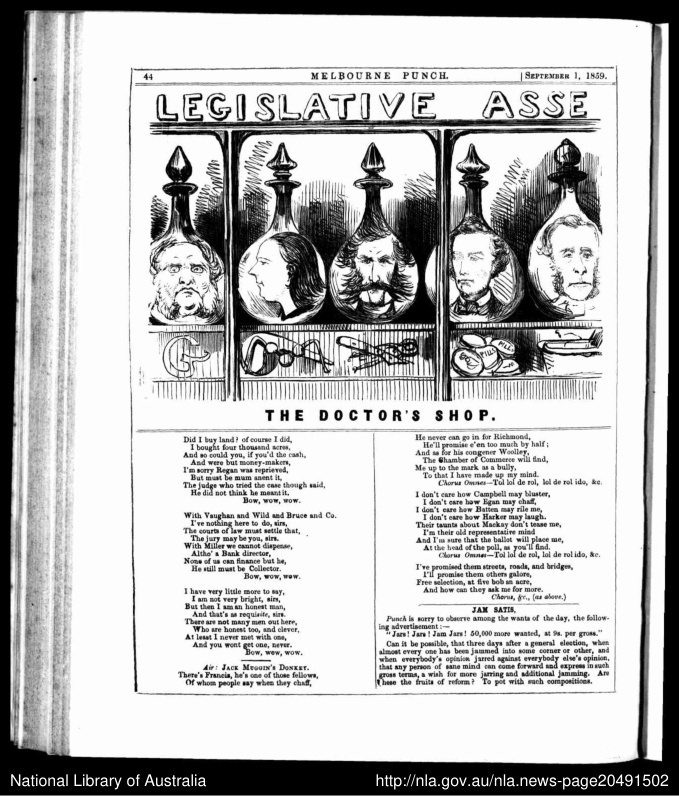 44
MELBOURNE PUNCH.
[SEPTEMBER 1, 1859.
LEGISLATIVE ASSE
PILL
THE DOCTOR'S SHOP.
Did I buy land? of course I did,
I bought four thousand acres,
And so could you, if you'd the cash,
And were but money-makers,
I'm sorry Regan was reprieved,
But must be mum anent it,
The judge who tried the case though said,
He did not think he meant it.
Bow, wow, wow.
With Vaughan and Wild and Bruce and Co.
I've nothing here to do, sirs,
The courts of law must settle that,
The jury may be you, sirs.
With Miller we cannot dispense,
Altho' a Bank director,
None of us can finance but he,
He still must be Collector.
Bow, wow, wow.
I have very little more to say,
I am not very bright, sirs,
But then I am an honest man,
And that's as requisite, sirs.
There are not many men out here,
Who are honest too, and clever,
At least I never met with one,
And you wont get one, never.
Bow, wow, wow.
Air: JACK MUGGIN'S DONKEY.
There's Francis, he's one of those fellows,
Of whom people say when they chaff,
He never can go in for Richmond,
He'll promise e'en too much by half;
And as for his congener Woolley,
The Chamber of Commerce will find,
Me up to the mark as a bully,
To that I have made up my mind.
Chorus Omnes—Tol lol de rol, lol de rol ido, &c.
I don't care how Campbell may bluster,
I don't care how Egan may chaff,
I don't care how Batten may rile me,
I don't care how Harker may laugh.
Their taunts about Mackay don't tease me,
I'm their old representative mind
And I'm sure that the ballot will place me,
At the head of the poll, as you'll find.
Chorus Omnes—Tol lol de rol, lol de rol ido, &c.
I've promised them streets, roads, and bridges,
I'll promise them others galore,
Free selection, at five bob an acre,
And how can they ask me for more.
Chorus, &c., (as above.)
JAM SATIS.
Punch is sorry to observe among the wants of the day, the follow-
ing advertisement:—
"Jars! Jars! Jam Jars! 50,000 more wanted, at 9s. per gross."
Can it be possible, that three days after a general election, when
almost every one has been jammed into some corner or other, and
when everybody's opinion jarred against everybody else's opinion,
that any person of sane mind can come forward and express in such
gross terms, a wish for more jarring and additional jamming. Are
these the fruits of reform? To pot with such compositions.
National Library of Australia
http://nla.gov.au/nla.news-page20491502